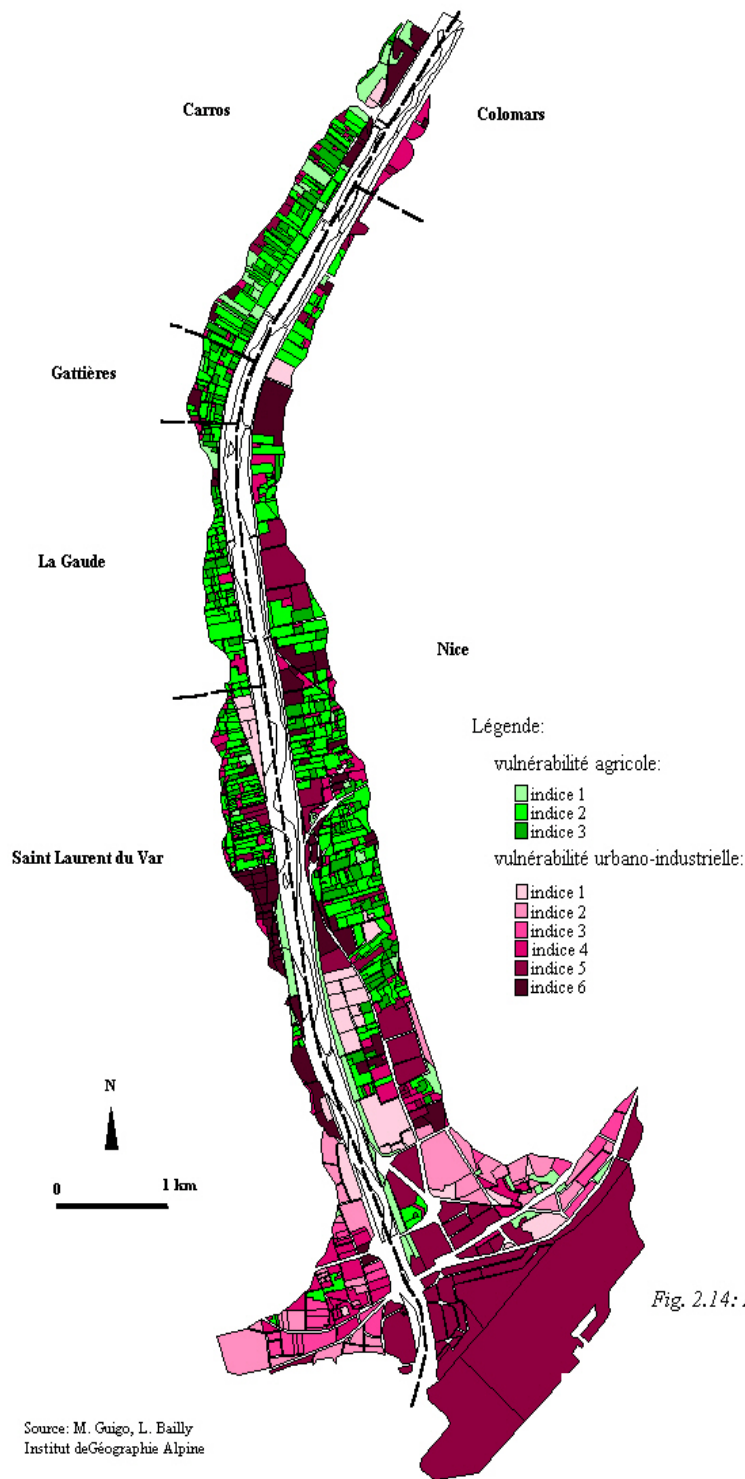 Carros
Colomars
Gattières
La Gaude
Nice
Légende:
vulnérabilité agricole:
indice 1
indice 2
indice 3
Saint Laurent du Var
vulnérabilité urbano-industrielle:
indice 1
indice 2
indice 3
indice 4
indice 5
indice 6
N
0 1 km
Fig. 2.14:
Source: M. Guigo, L. Bailly
Institut deGéographie Alpine